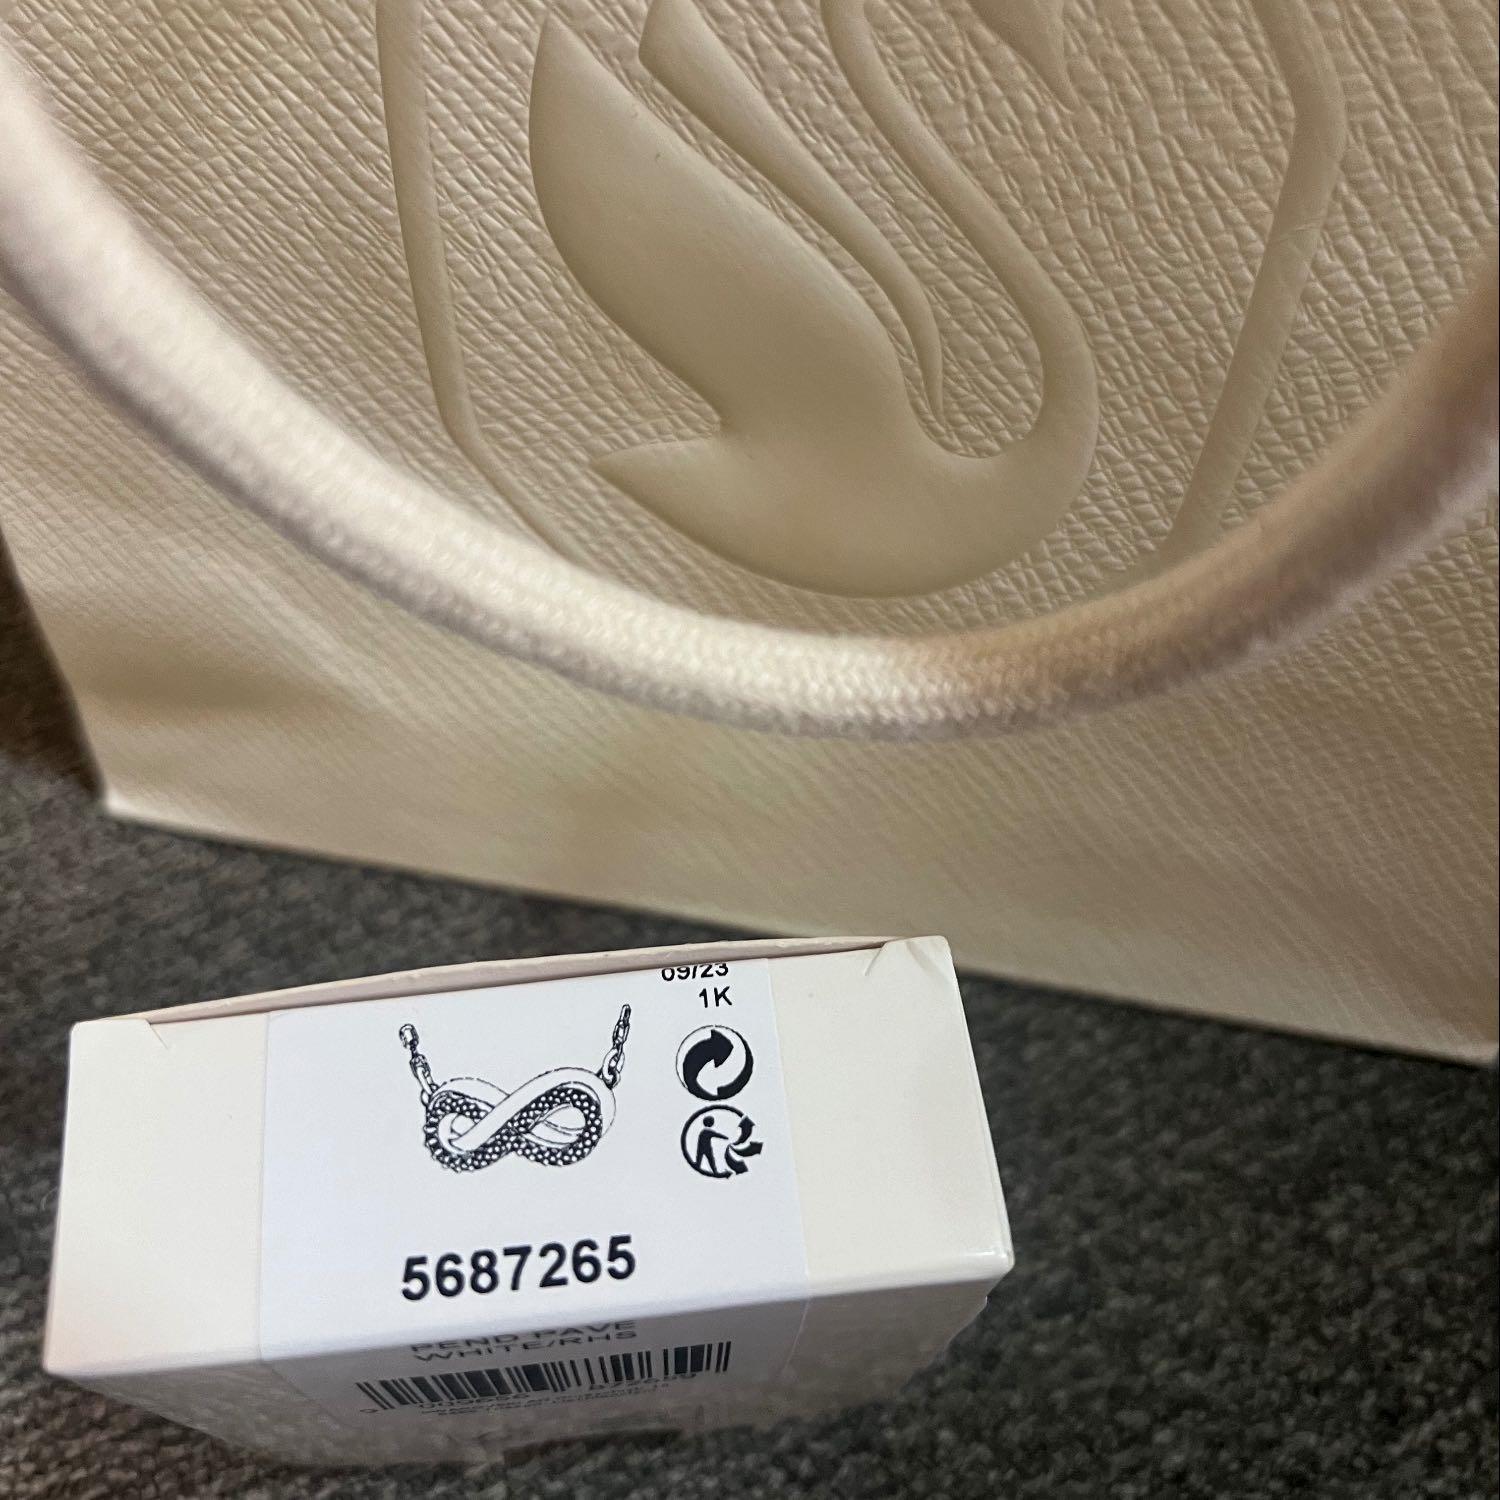 09/23
1K
5687265
PEND PAVE
WHITE/RHS